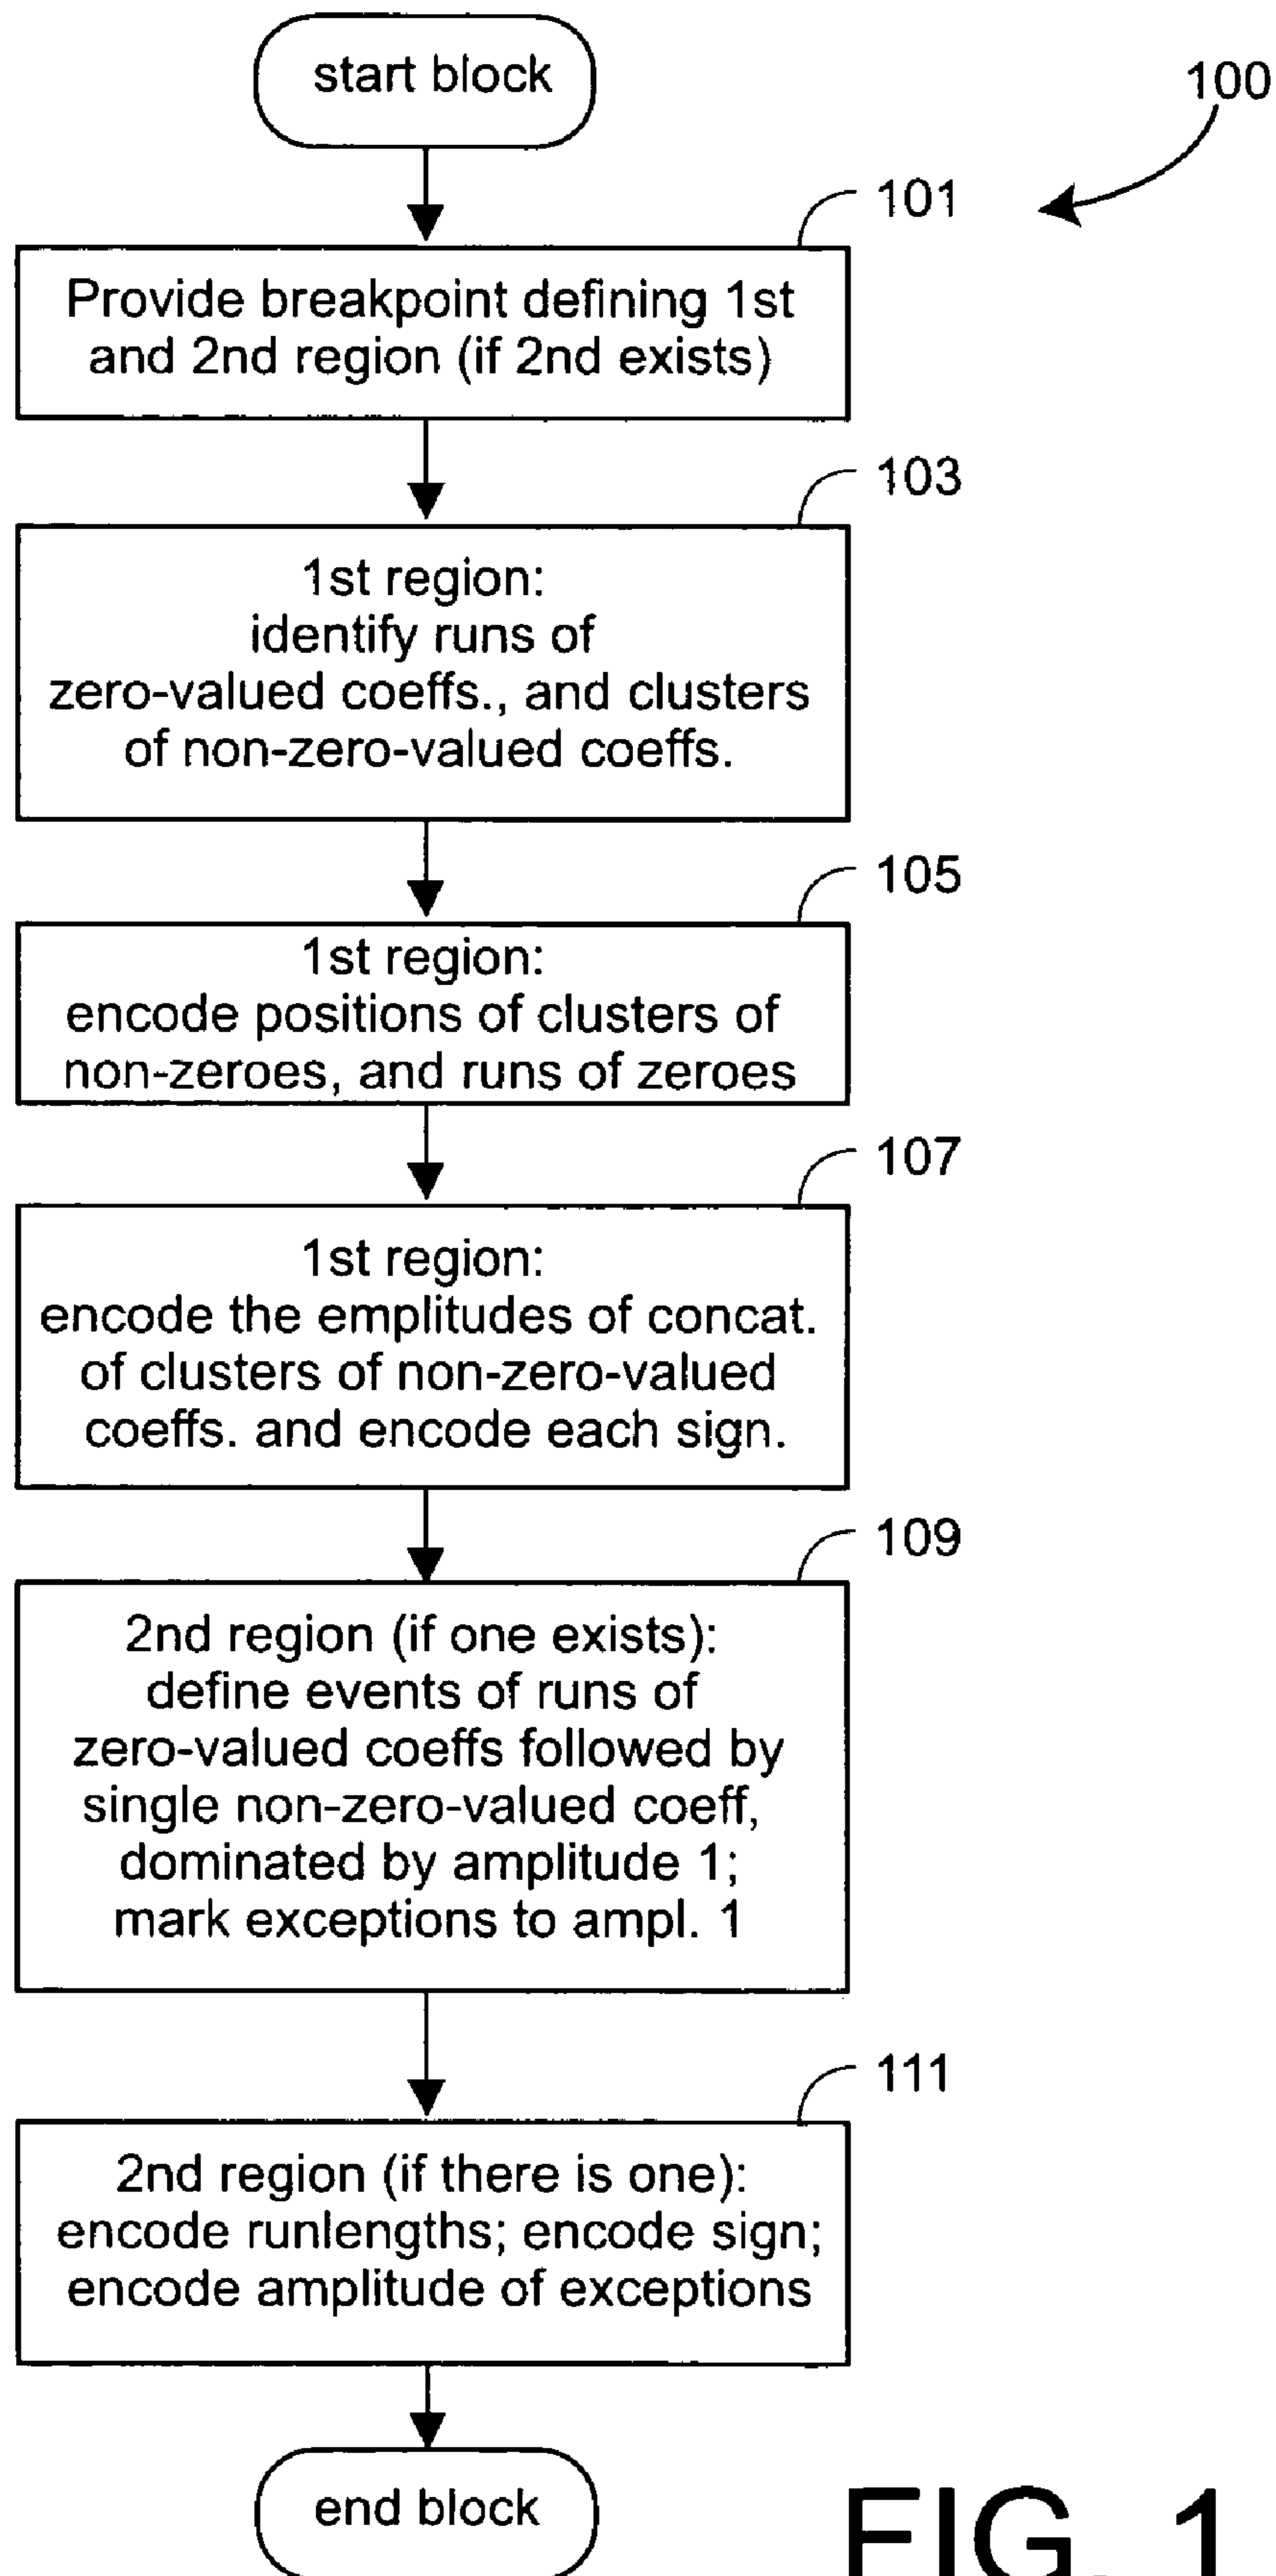 start block
100
101
Provide breakpoint defining 1st
and 2nd region (if 2nd exists)
103
1st region:
identify runs of
zero-valued coeffs., and clusters
of non-zero-valued coeffs.
105
1st region:
encode positions of clusters of
non-zeroes, and runs of zeroes
107
1st region:
encode the emplitudes of concat.
of clusters of non-zero-valued
coeffs. and encode each sign.
109
2nd region (if one exists):
define events of runs of
zero-valued coeffs followed by
single non-zero-valued coeff,
dominated by amplitude 1;
mark exceptions to ampl. 1
111
2nd region (if there is one):
encode runlengths; encode sign;
encode amplitude of exceptions
end block
FIG. 1